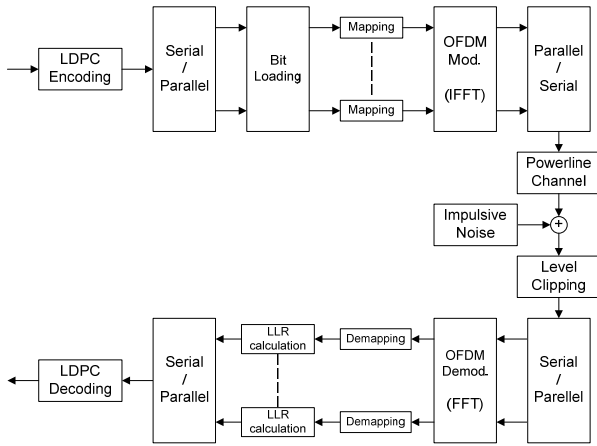 LDPC
Encoding
Serial
/
Parallel
Bit
Loading
Mapping
Mapping
OFDM
Mod.
(IFFT)
Parallel
/
Serial
Powerline
Channel
Impulsive
Noise
+
Level
Clipping
Serial
/
Parellel
OFDM
Demod.
(FFT)
Demapping
Demapping
LLR
calculation
LLR
calculation
Serial
/
Parallel
LDPC
Decoding